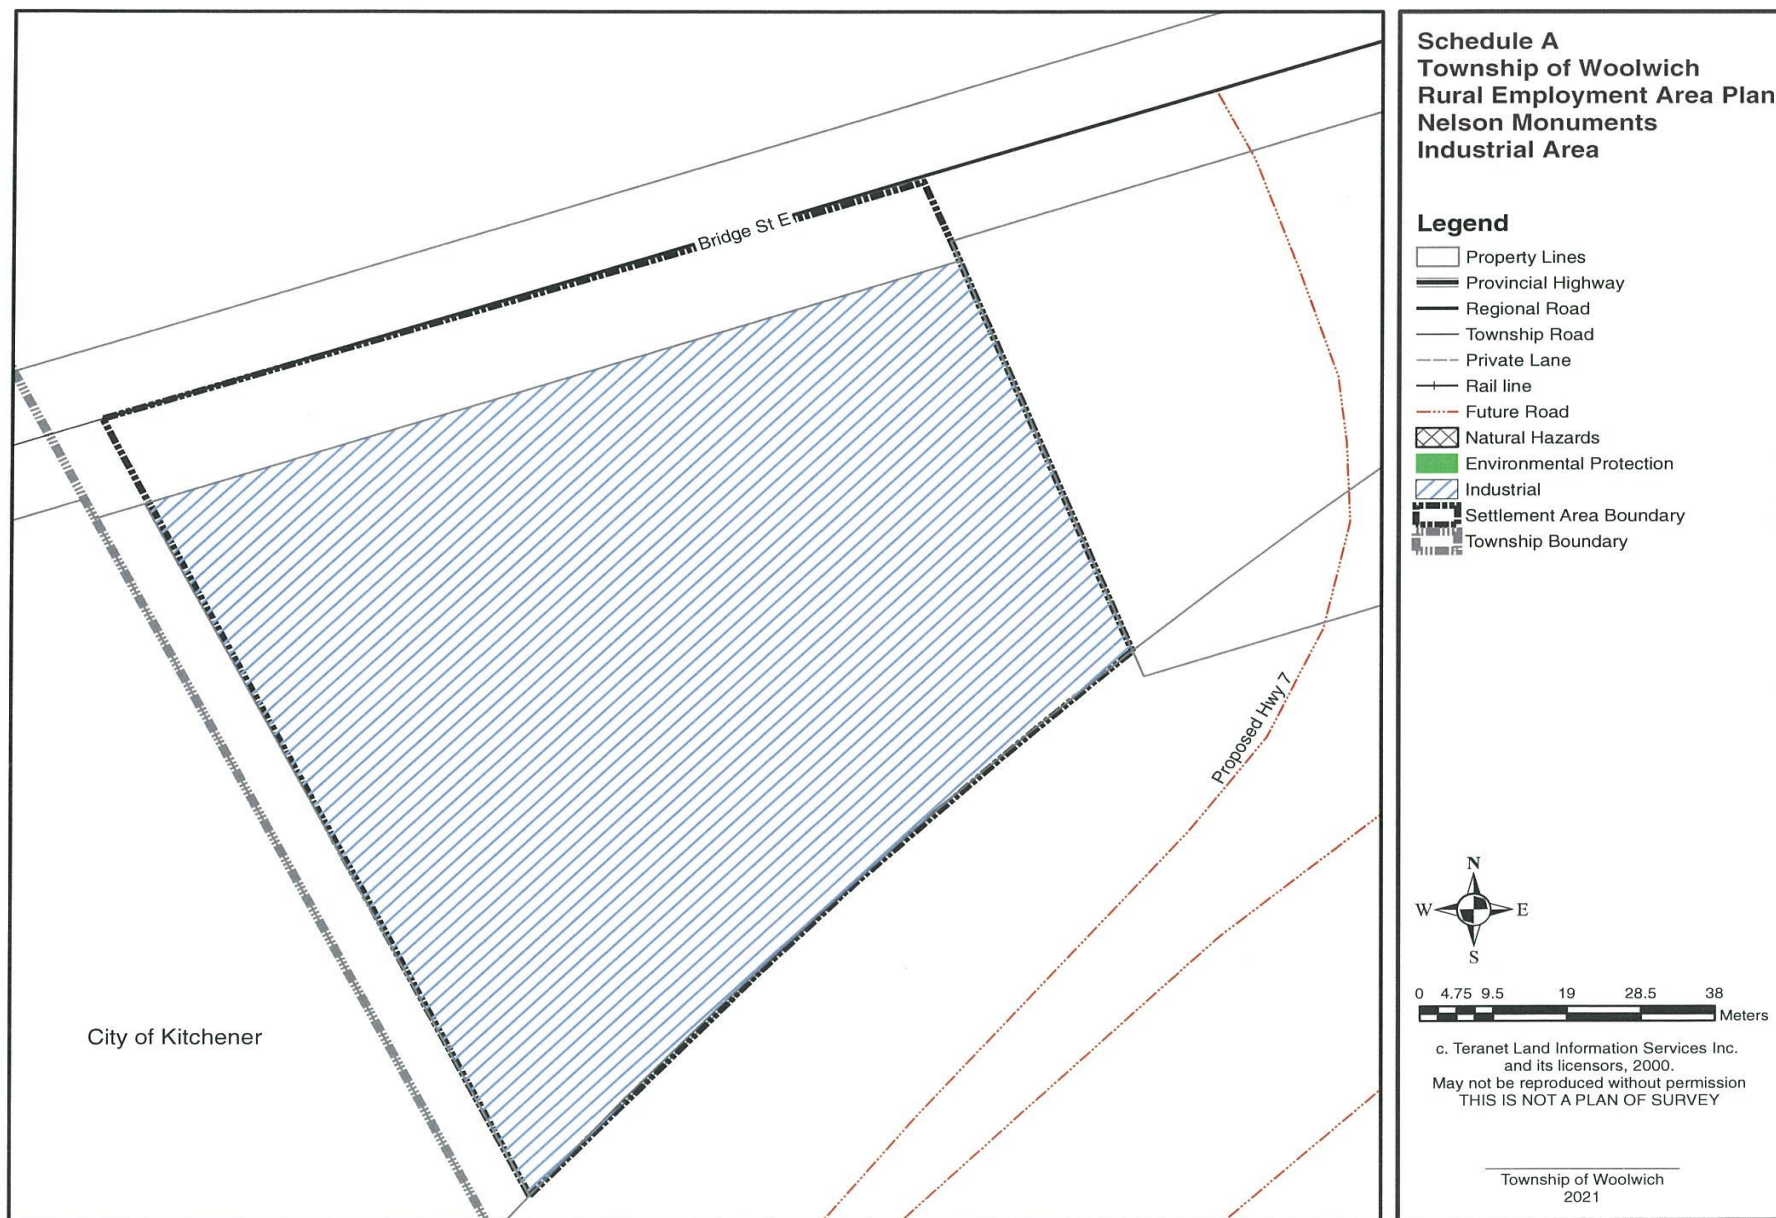 Schedule A
Township of Woolwich
Rural Employment Area Plan
Nelson Monuments
Industrial Area
Legend
Property Lines
Provincial Highway
Regional Road
Township Road
Private Lane
Rail line
Future Road
Natural Hazards
Environmental Protection
Industrial
Settlement Area Boundary
Township Boundary
Bridge St E
Proposed Hwy 7
City of Kitchener
N
W E
S
0 4.75 9.5 19 28.5 38
Meters
c. Teranet Land Information Services Inc.
and its licensors, 2000.
May not be reproduced without permission
THIS IS NOT A PLAN OF SURVEY
Township of Woolwich
2021